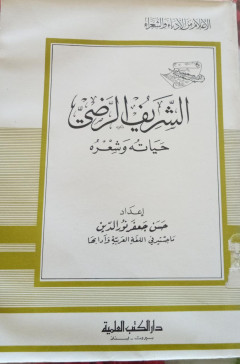 الأعلام من الأدباء والشعراء
الشريف الرضي
حياته وشعره
إعداد
حسن جعفر نور الدين
ماجستير في اللغة العربية وآدابها
دار الكتب العلمية
بيروت - لبنان